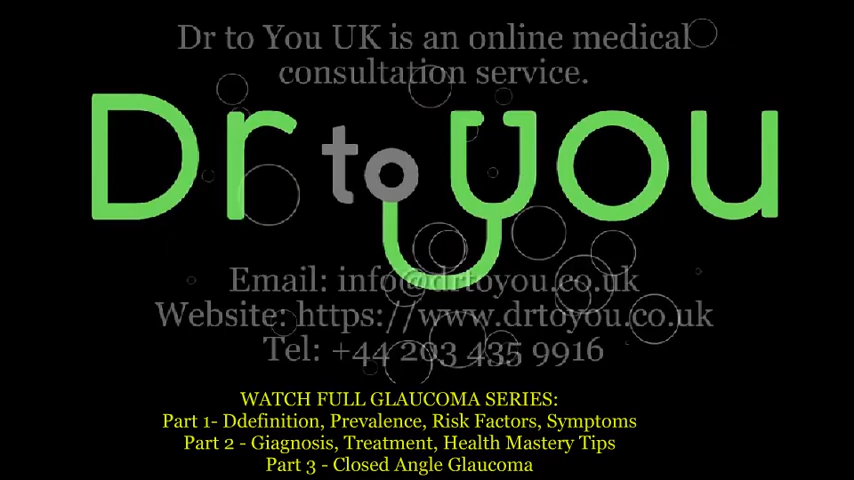 Dr to You UK is an online medical
consultation service.
Dr to you
Email: info@drtoyou.co.uk
Website: https://www.drtoyou.co.uk
Tel: +44 203 435 9916
WATCH FULL GLAUCOMA SERIES:
Part 1- Ddefinition, Prevalence, Risk Factors, Symptoms
Part 2 - Giagnosis, Treatment, Health Mastery Tips
Part 3 - Closed Angle Glaucoma